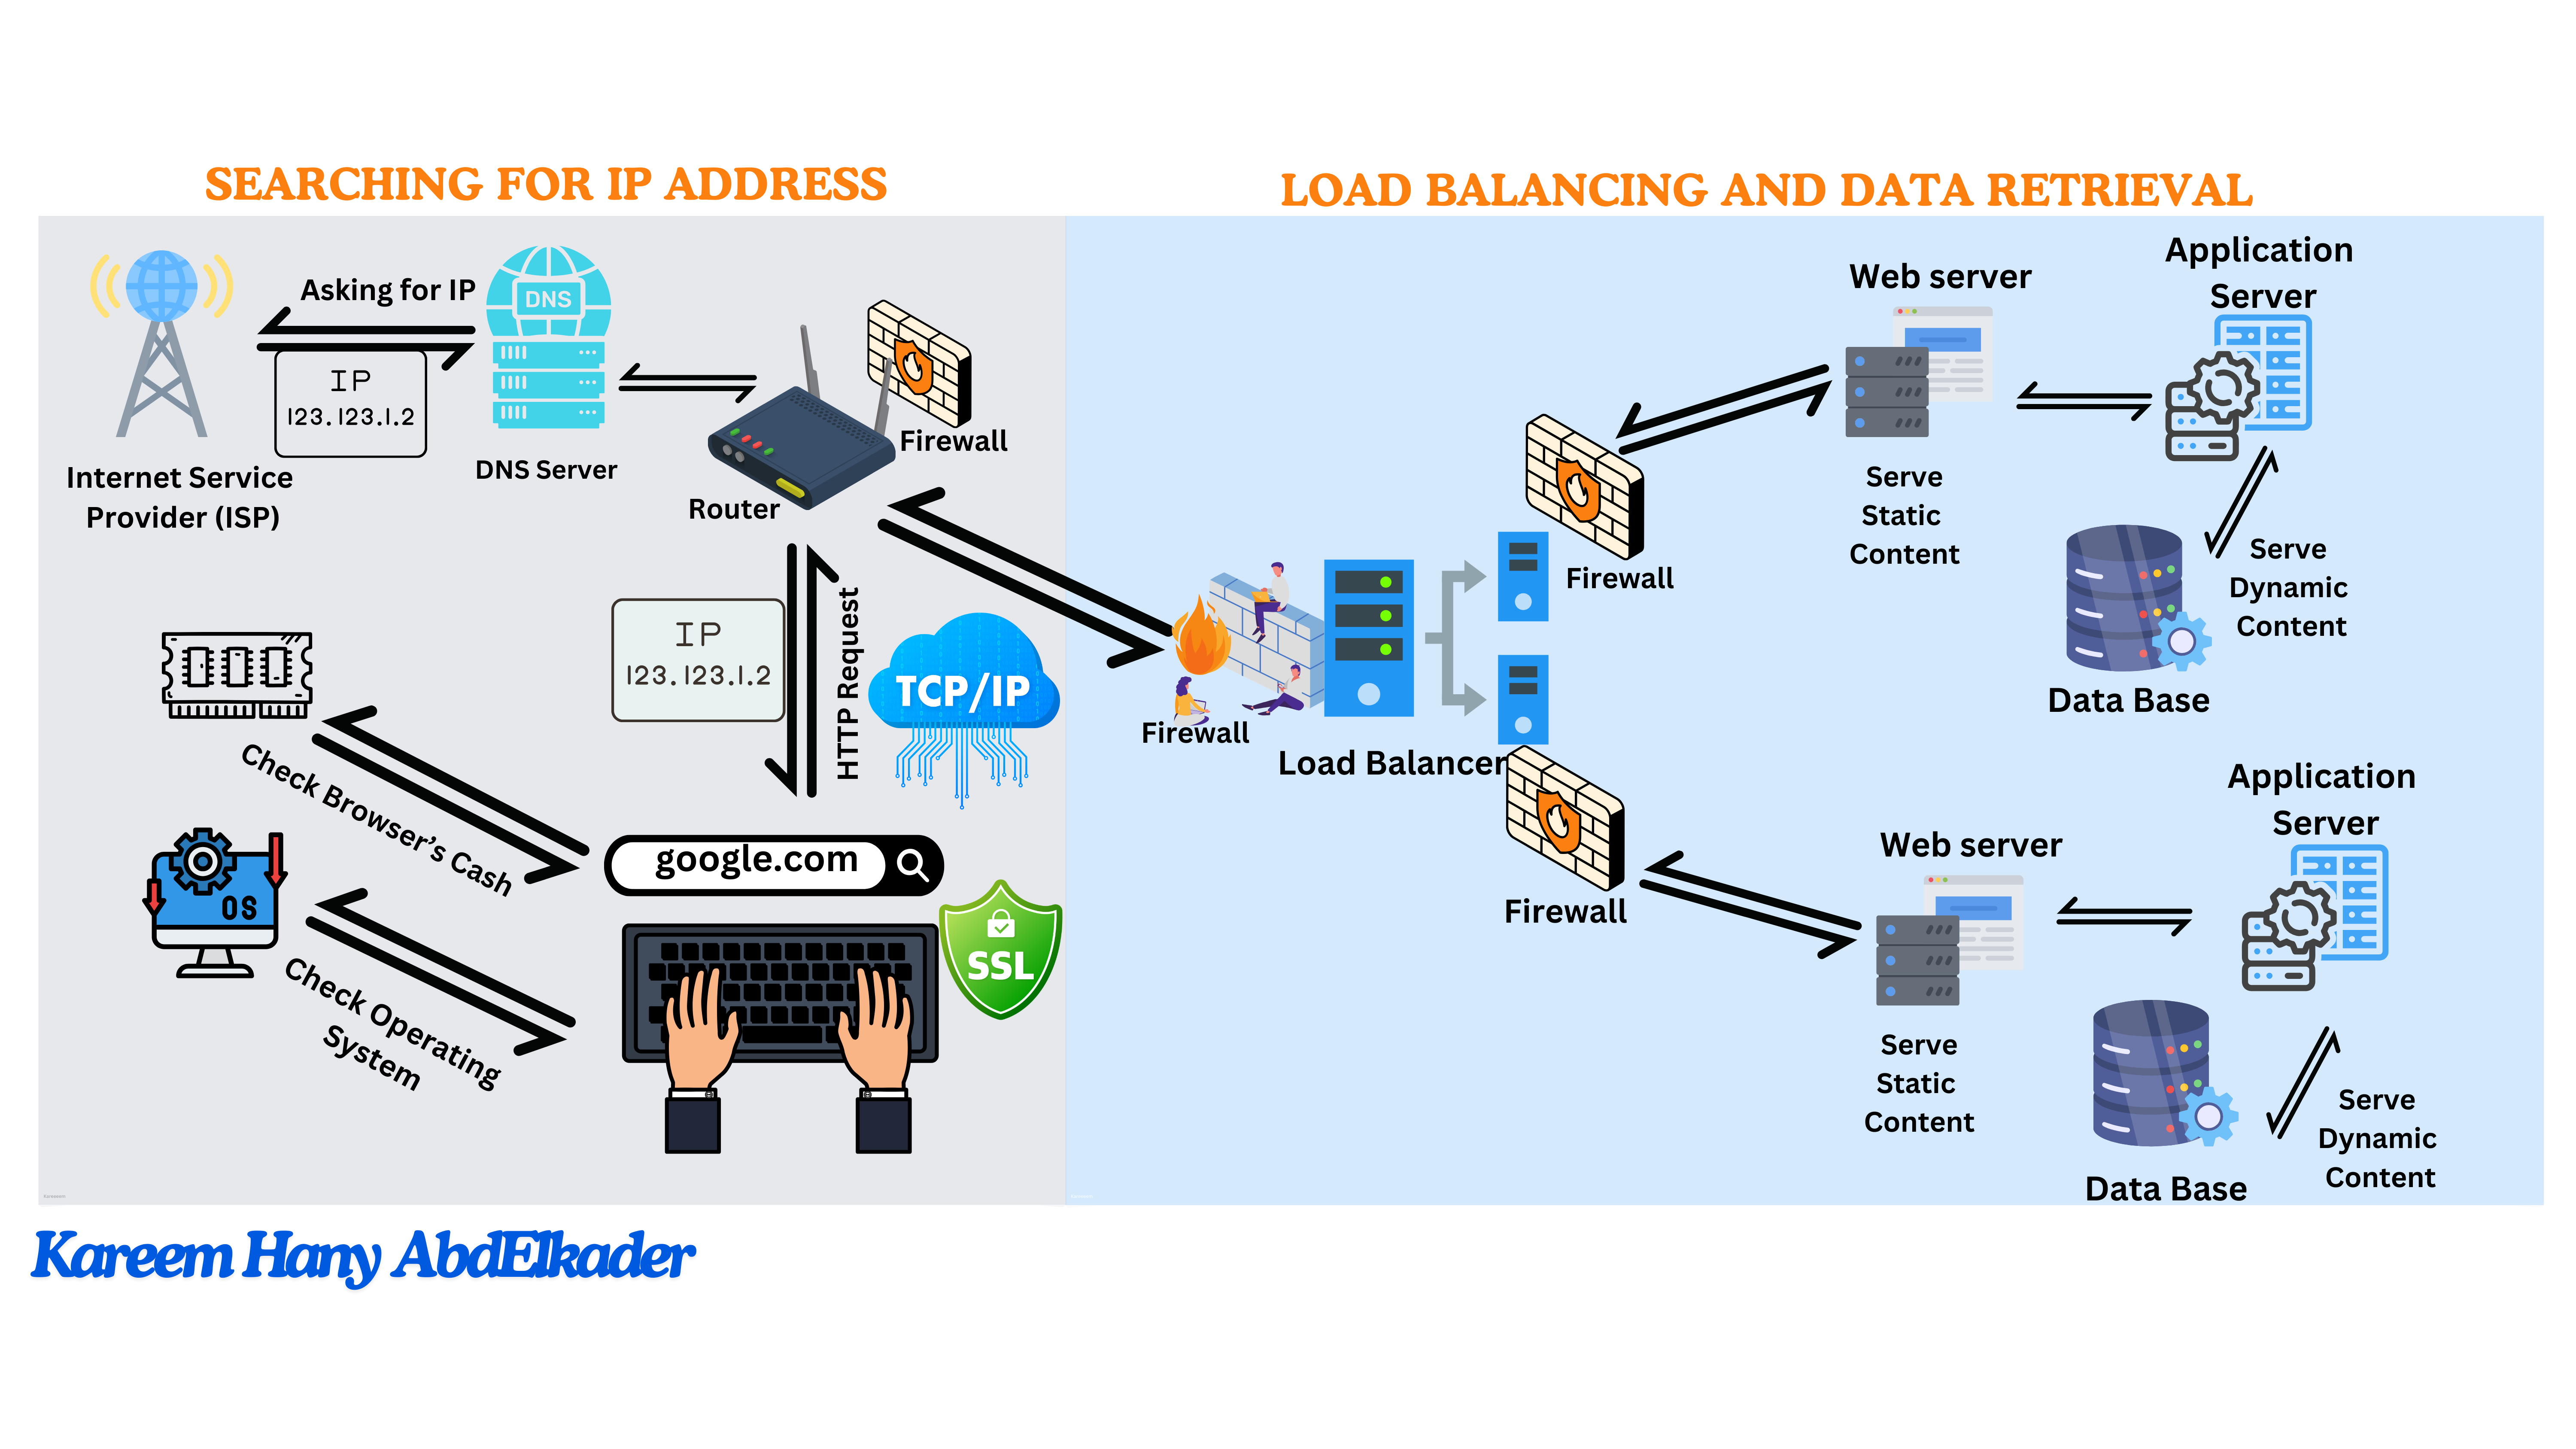 SEARCHING FOR IP ADDRESS
Asking for IP
DNS
IP
123.123.1.2
Internet Service
Provider (ISP)
DNS Server
Firewall
Router
IP
123.123.1.2
HTTP Request
TCP/IP
Check Browser's Cash
google.com
OS
SSL
Check Operating
System
LOAD BALANCING AND DATA RETRIEVAL
Web server
Application
Server
Serve
Static
Content
Firewall
Serve
Dynamic
Content
Data Base
Firewall
Load Balancer
Firewall
Web server
Application
Server
Serve
Static
Content
Serve
Dynamic
Content
Data Base
Kareem Hany AbdElkader